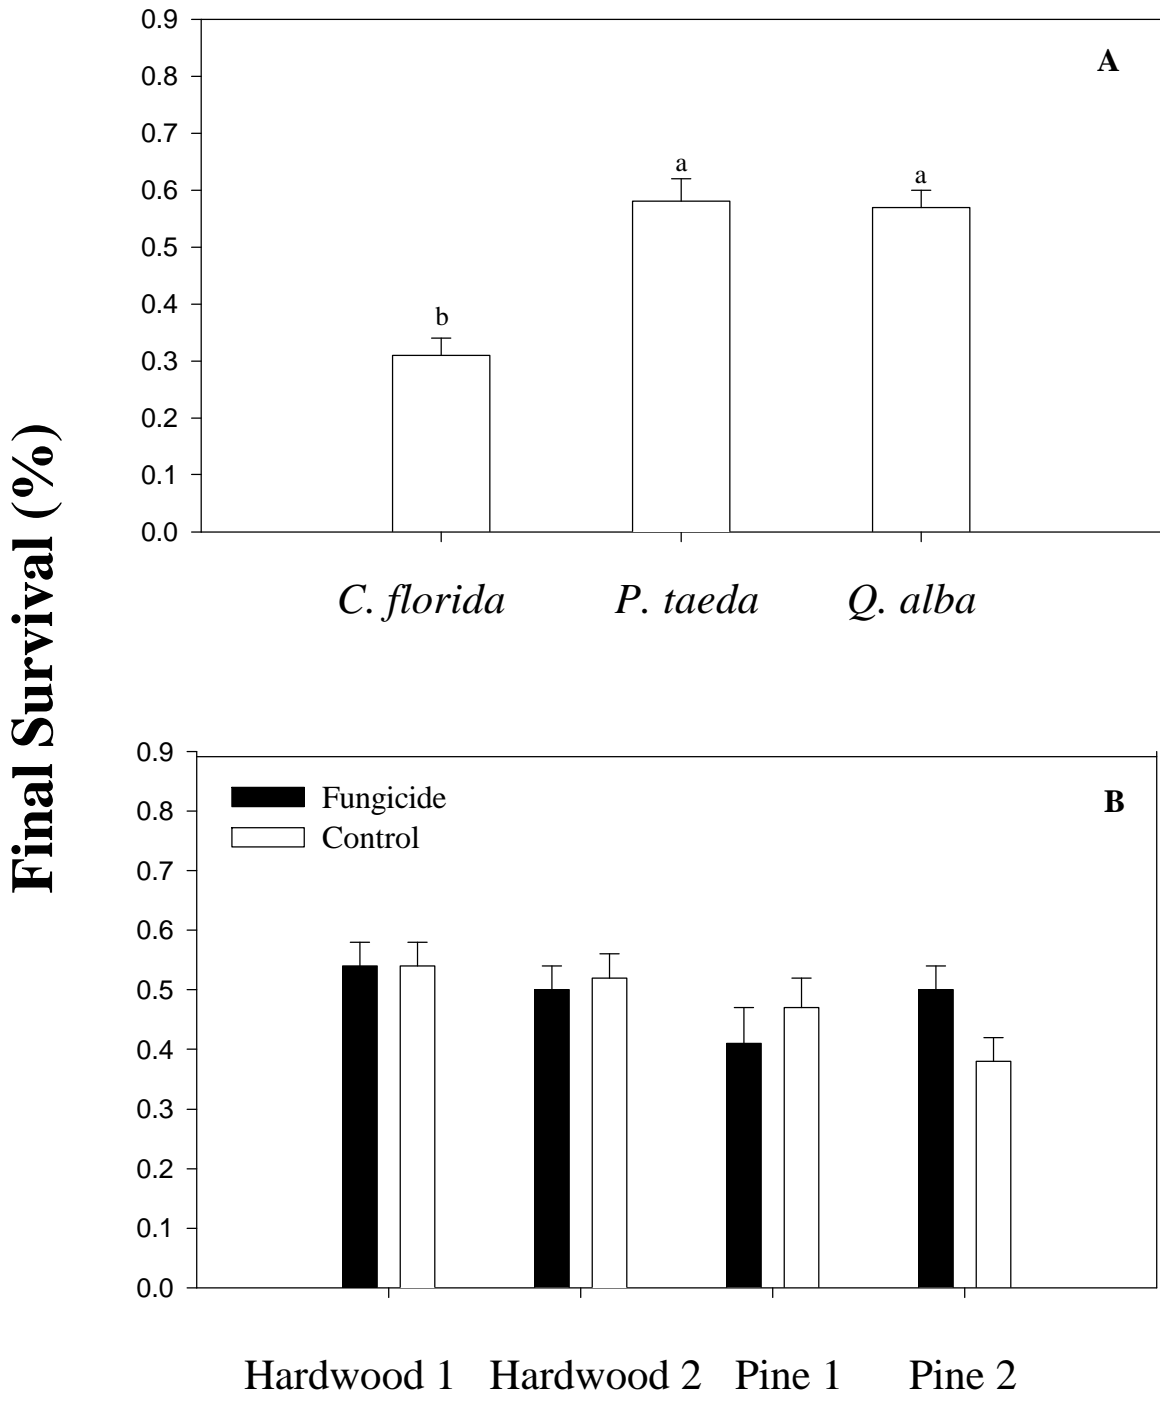 Final Survival (%)
0.9
A
0.8
0.7
a
a
0.6
0.5
0.4
b
0.3
0.2
0.1
0.0
C. florida P. taeda Q. alba
0.9
Fungicide
B
0.8
Control
0.7
0.6
0.5
0.4
0.3
0.2
0.1
0.0
Hardwood 1 Hardwood 2 Pine 1 Pine 2